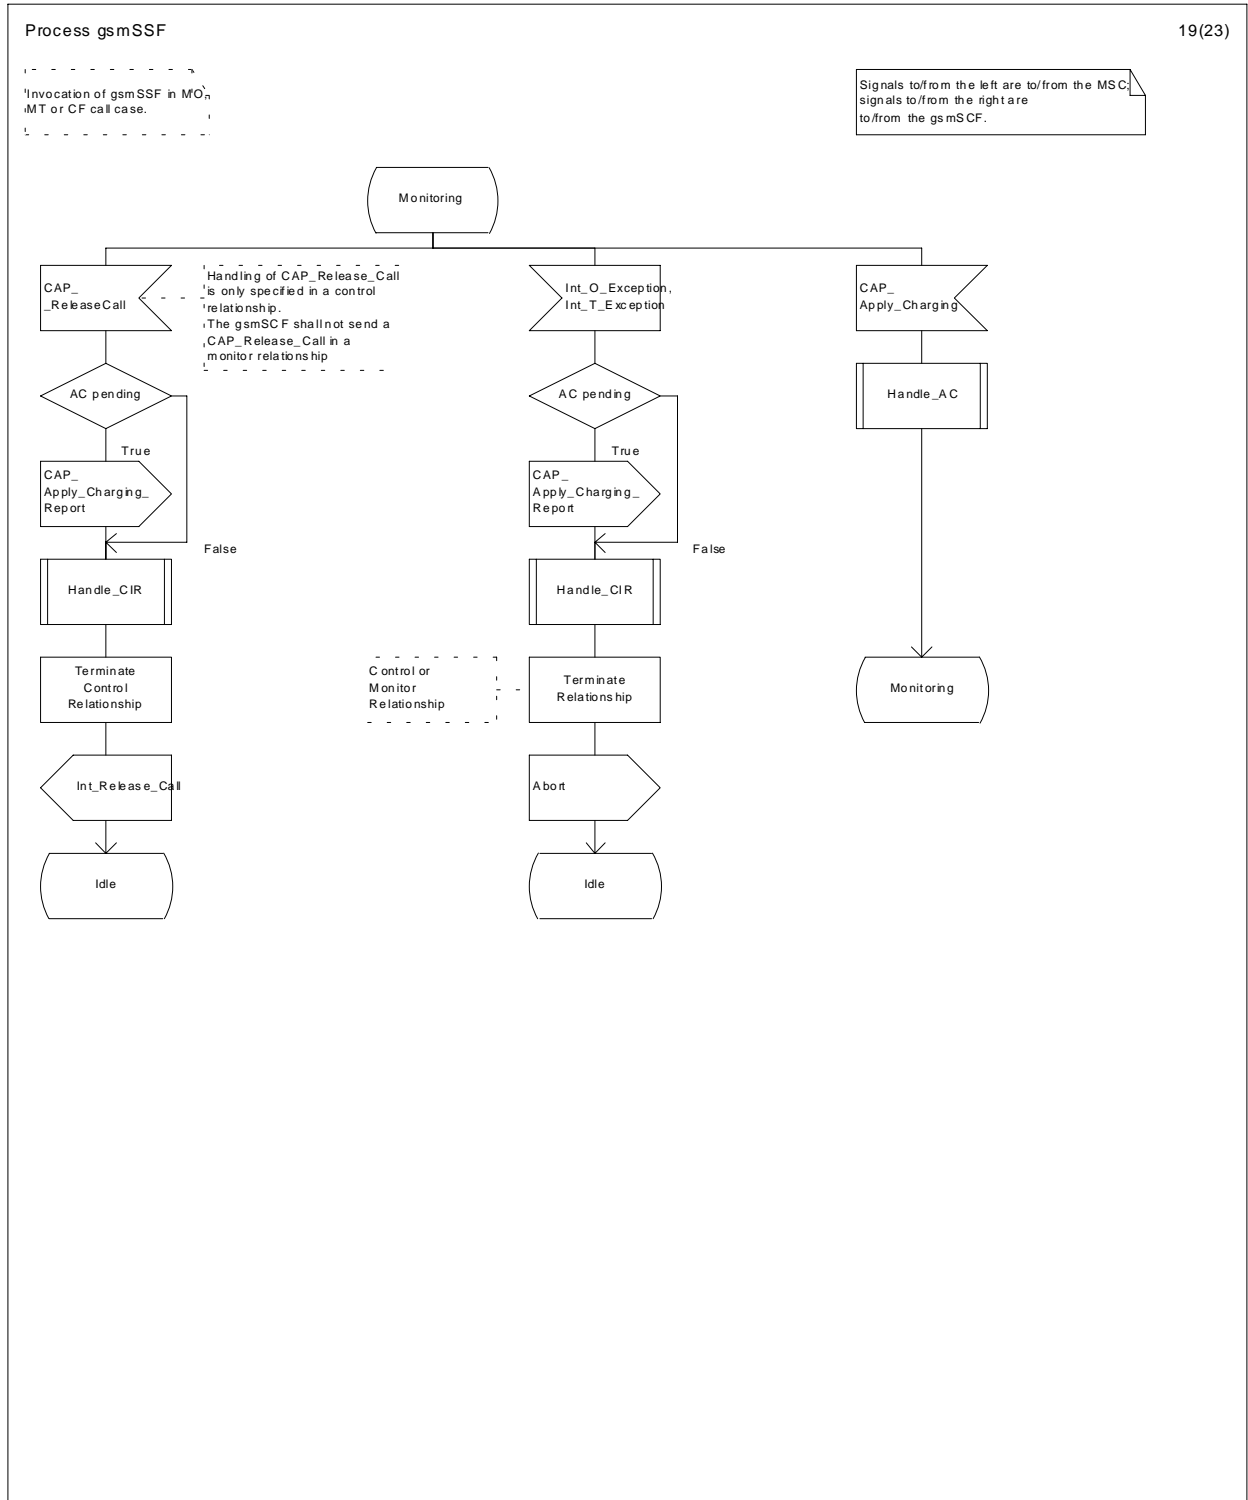 Process gsmSSF
19(23)
Invocation of gsmSSF in MO,
MT or CF call case.
Signals to/from the left are to/from the MSC;
signals to/from the right are
to/from the gsmSCF.
Monitoring
CAP_
_ReleaseCall
Handling of CAP_Release_Call
is only specified in a control
relationship.
The gsmSCF shall not send a
CAP_Release_Call in a
monitor relationship
Int_O_Exception,
Int_T_Exception
CAP_
Apply_Charging
AC pending
AC pending
Handle_AC
True
True
CAP_
Apply_Charging_
Report
CAP_
Apply_Charging_
Report
False
False
Handle_CIR
Handle_CIR
Terminate
Control
Relationship
Control or
Monitor
Relationship
Terminate
Relationship
Monitoring
Int_Release_Call
Abort
Idle
Idle